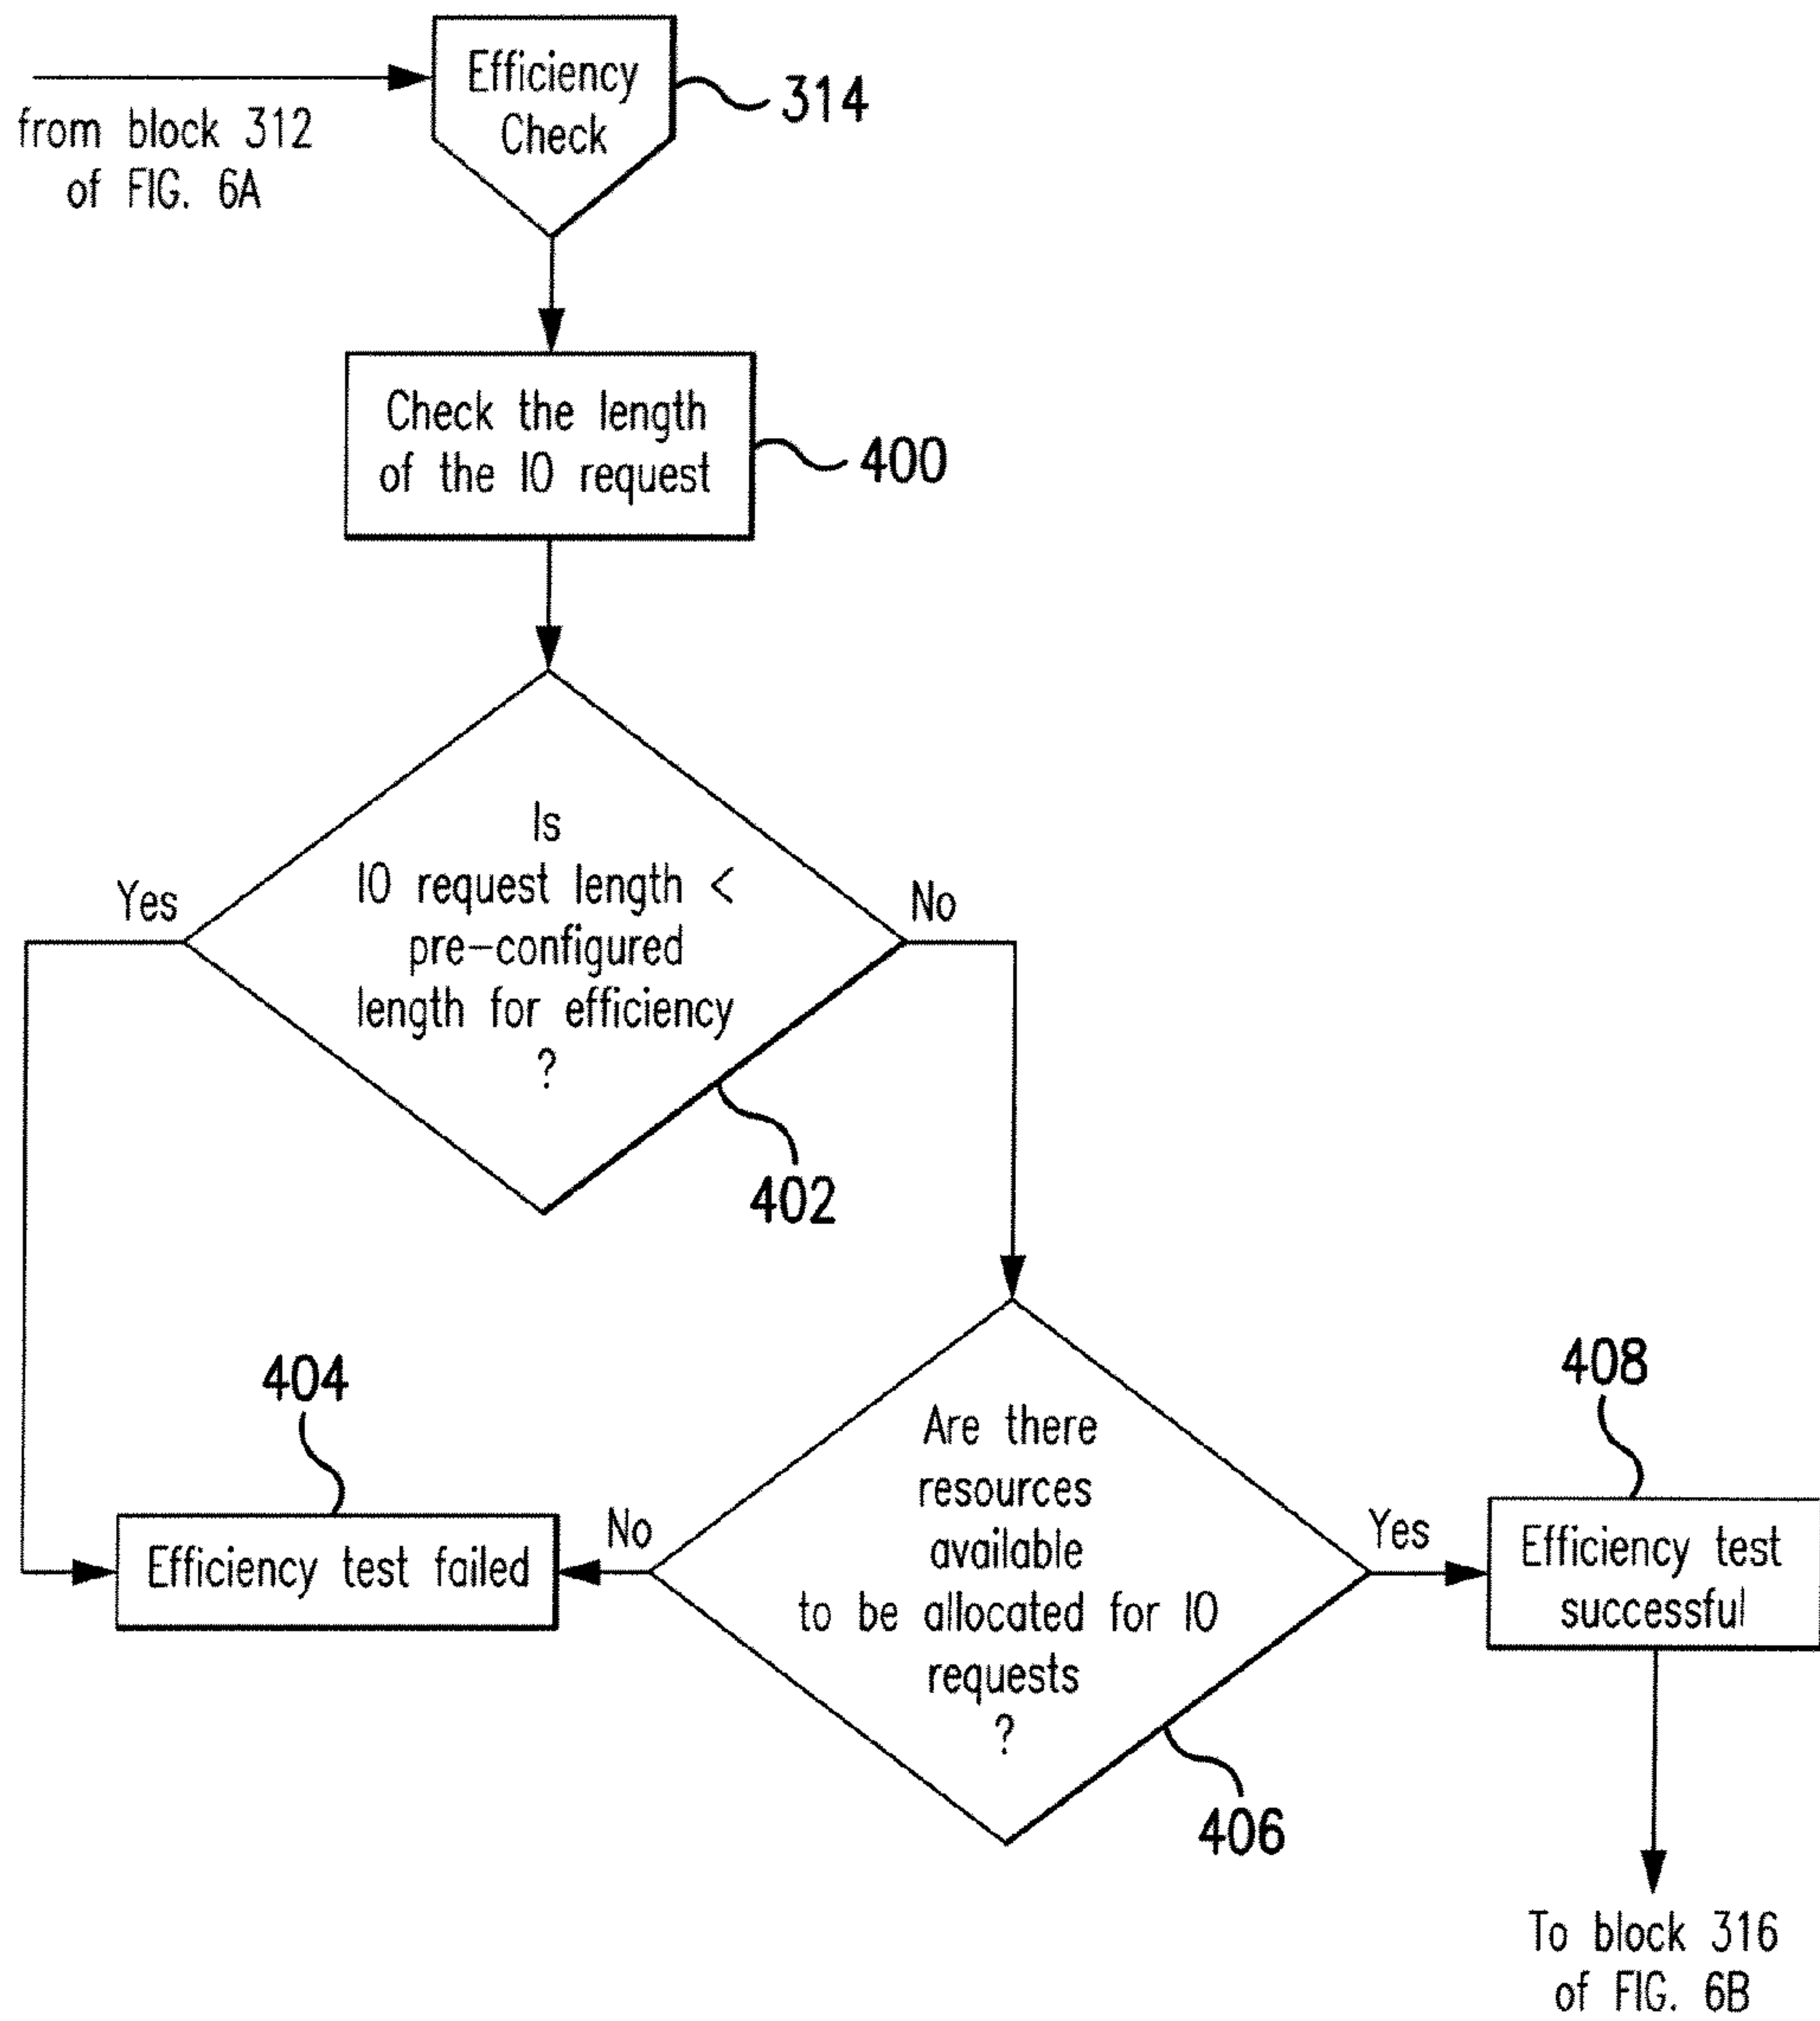 Efficiency
Check
314
from block 312
of FIG. 6A
Check the length
of the IO request
400
Is
IO request length <
pre-configured
length for efficiency
?
Yes
No
402
404
Efficiency test failed
No
Are there
resources
available
to be allocated for IO
requests
?
406
Yes
408
Efficiency test
successful
To block 316
of FIG. 6B